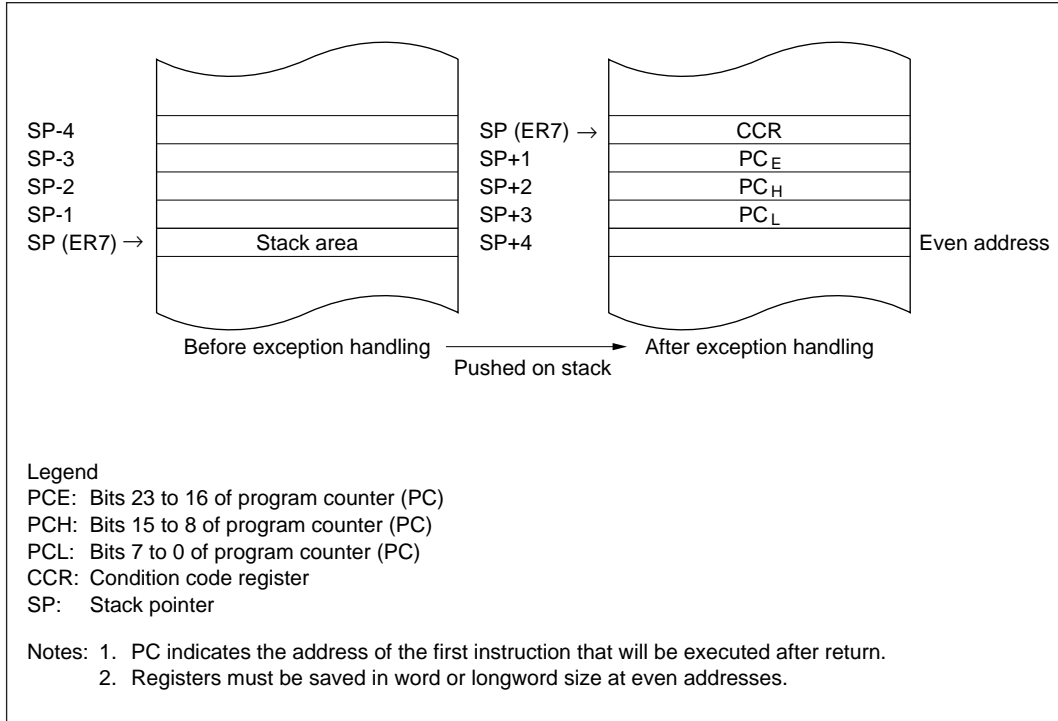 SP-4 SP (ER7) → CCR
SP-3 SP+1 PCE
SP-2 SP+2 PCH
SP-1 SP+3 PCL
SP (ER7) → Stack area SP+4 Even address
Before exception handling Pushed on stack After exception handling
Legend
PCE: Bits 23 to 16 of program counter (PC)
PCH: Bits 15 to 8 of program counter (PC)
PCL: Bits 7 to 0 of program counter (PC)
CCR: Condition code register
SP: Stack pointer
Notes: 1. PC indicates the address of the first instruction that will be executed after return.
2. Registers must be saved in word or longword size at even addresses.